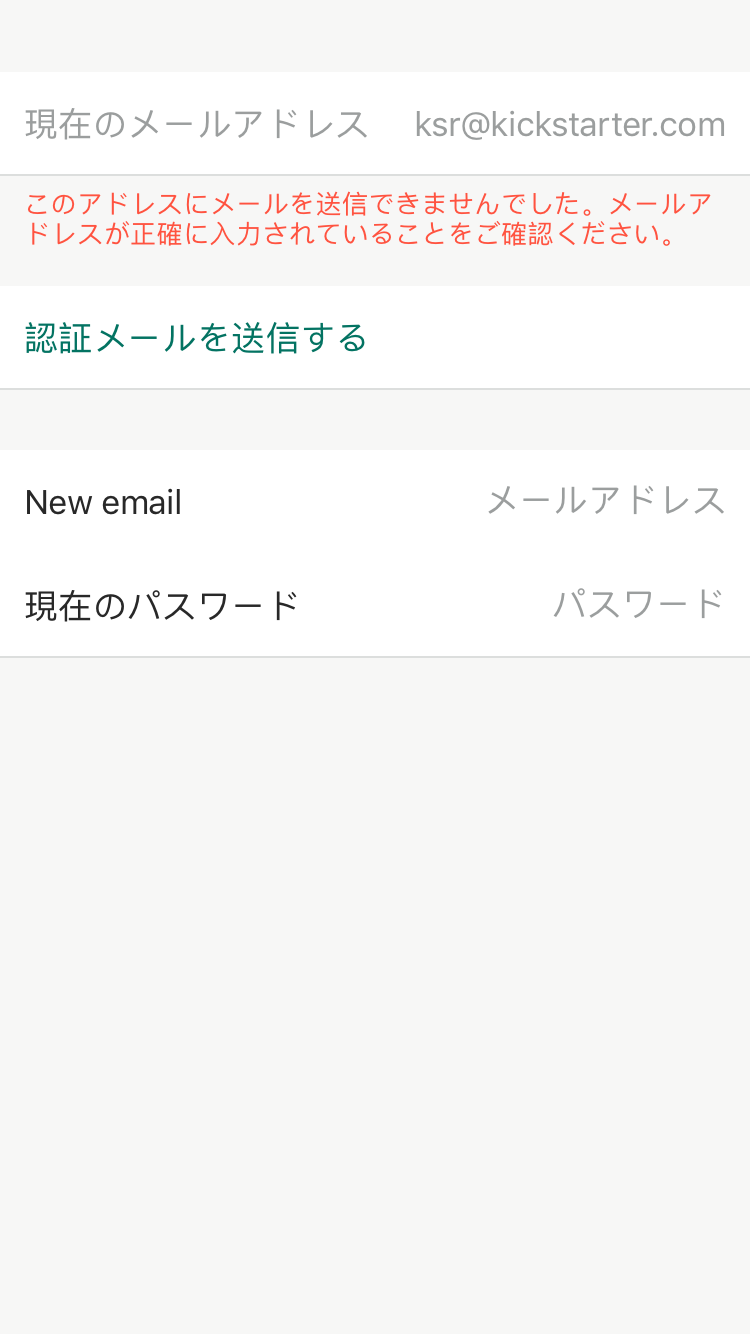 現在のメールアドレス ksr@kickstarter.com
このアドレスにメールを送信できませんでした。メールア
ドレスが正確に入力されていることをご確認ください。
認証メールを送信する
New email メールアドレス
現在のパスワード パスワード